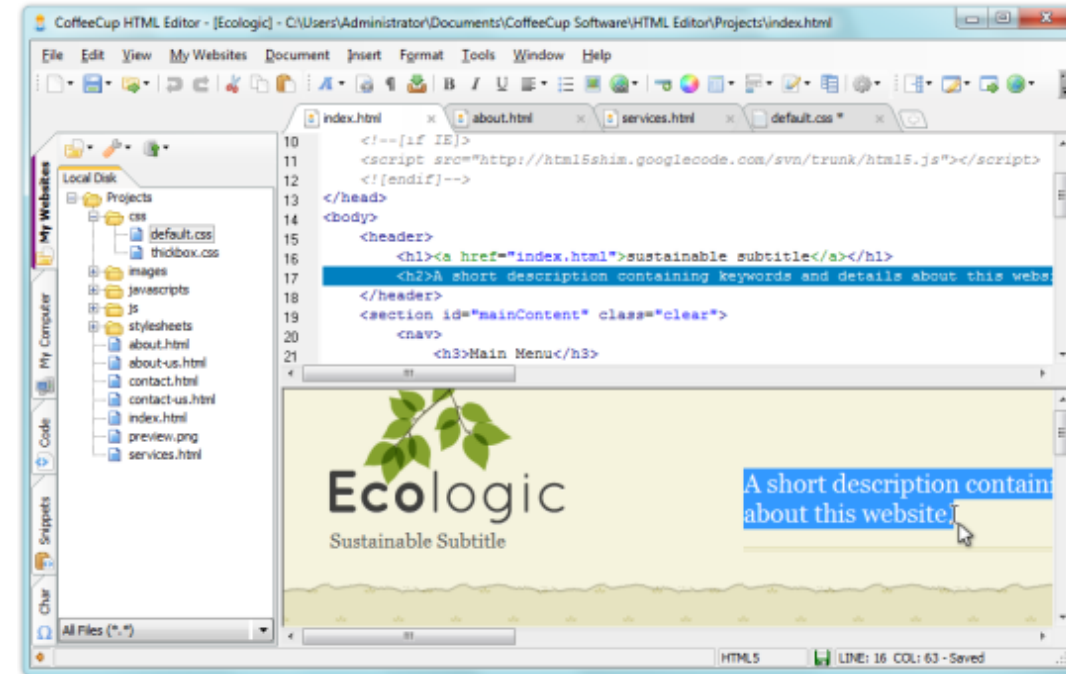 CoffeeCup HTML Editor - [Ecologic] - C:\Users\Administrator\Documents\CoffeeCup Software\HTML Editor\Projects\index.html
File Edit View My Websites Document Insert Format Tools Window Help
index.html about.html services.html default.css *
My Websites
My Computer
Code
Snippets
Char
Local Disk
Projects
css
default.css
thickbox.css
images
javascripts
js
stylesheets
about.html
about-us.html
contact.html
contact-us.html
index.html
preview.png
services.html
All Files (*.*)
10 <!--[if IE]>
11 <script src="http://html5shim.googlecode.com/svn/trunk/html5.js"></script>
12 <![endif]-->
13 </head>
14 <body>
15 <header>
16 <h1><a href="index.html">sustainable subtitle</a></h1>
17 <h2>A short description containing keywords and details about this webs
18 </header>
19 <section id="mainContent" class="clear">
20 <nav>
21 <h3>Main Menu</h3>
Ecologic
Sustainable Subtitle
A short description containi
about this website.
HTML5 LINE: 16 COL: 63 - Saved